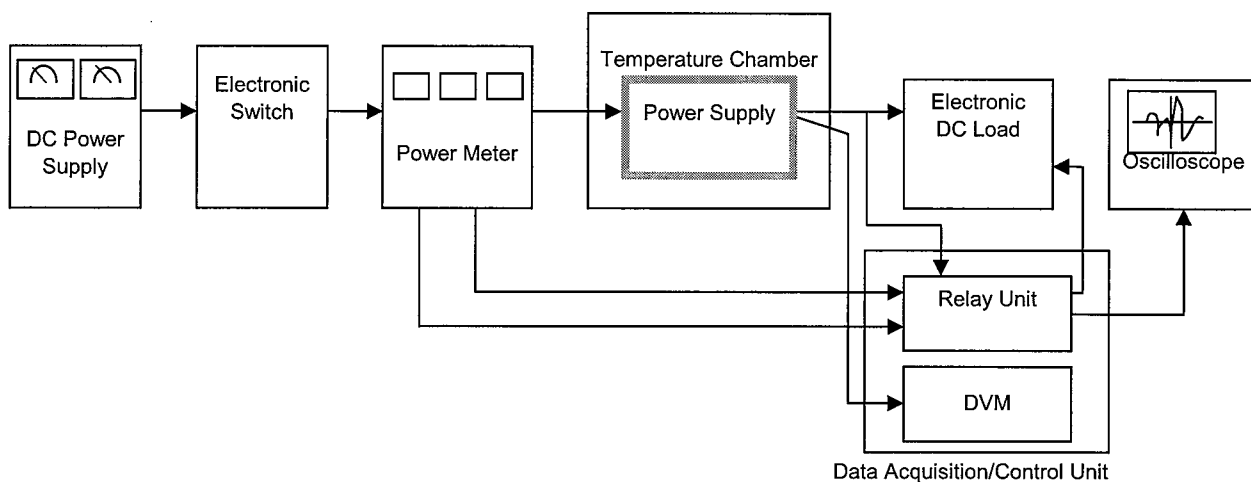 DC Power
Supply
Electronic
Switch
Power Meter
Temperature Chamber
Power Supply
Electronic
DC Load
Oscilloscope
Relay Unit
DVM
Data Acquisition/Control Unit